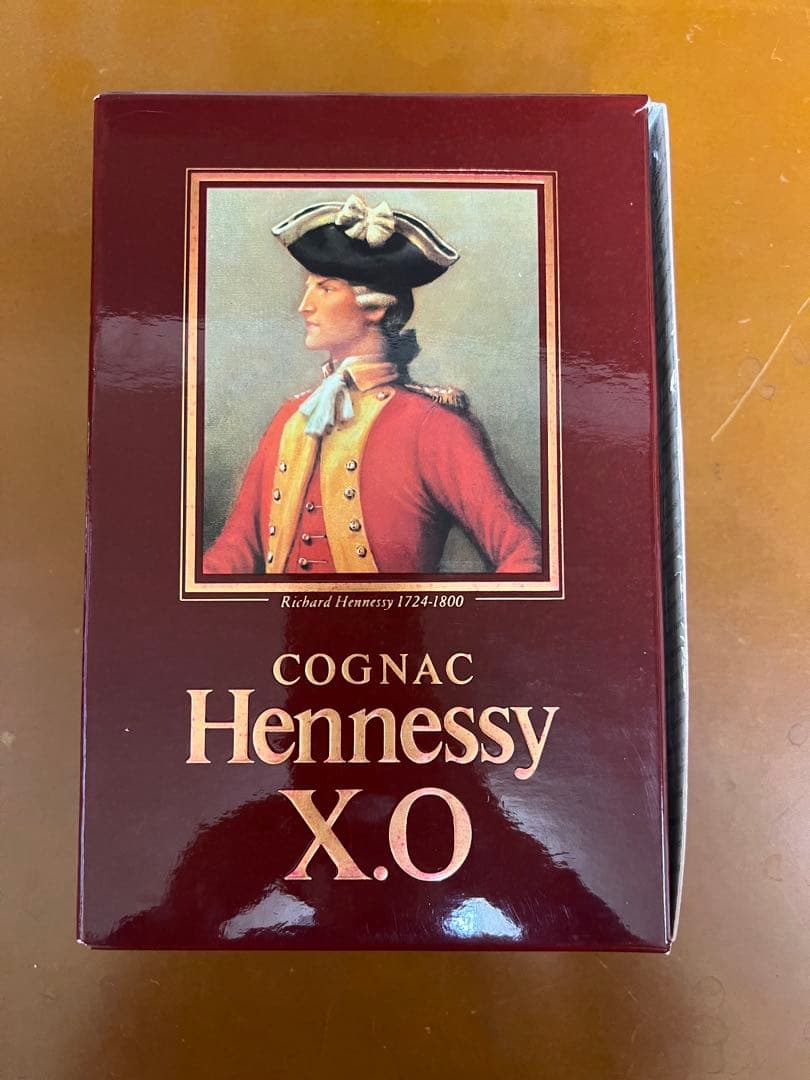 Richard Hennessy 1724-1800
COGNAC
Hennessy
X.O